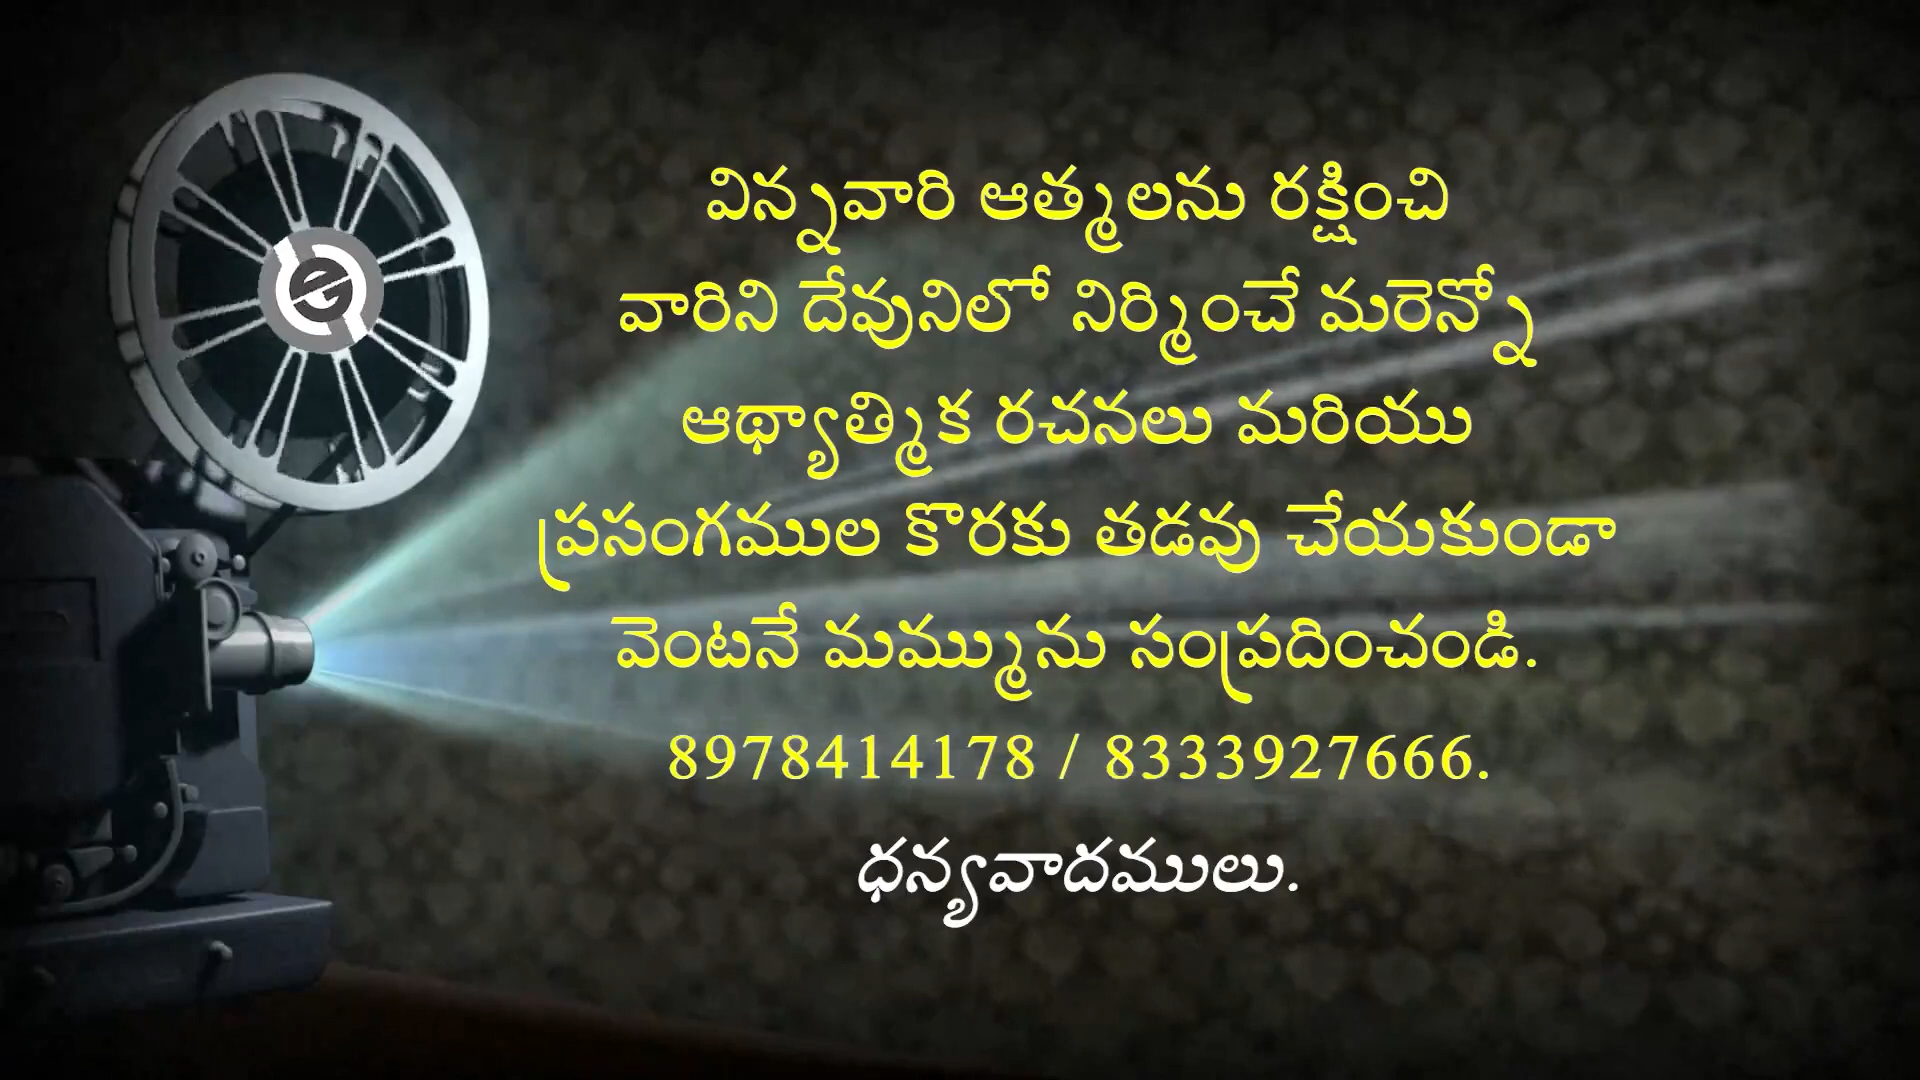 విన్నవారి ఆత్మలను రక్షించి
వారిని దేవునిలో నిర్మించే మరెన్నో
ఆథ్యాత్మిక రచనలు మరియు
ప్రసంగముల కొరకు తడవు చేయకుండా
వెంటనే మమ్మును సంప్రదించండి.
8978414178 / 8333927666.
ధన్యవాదములు.